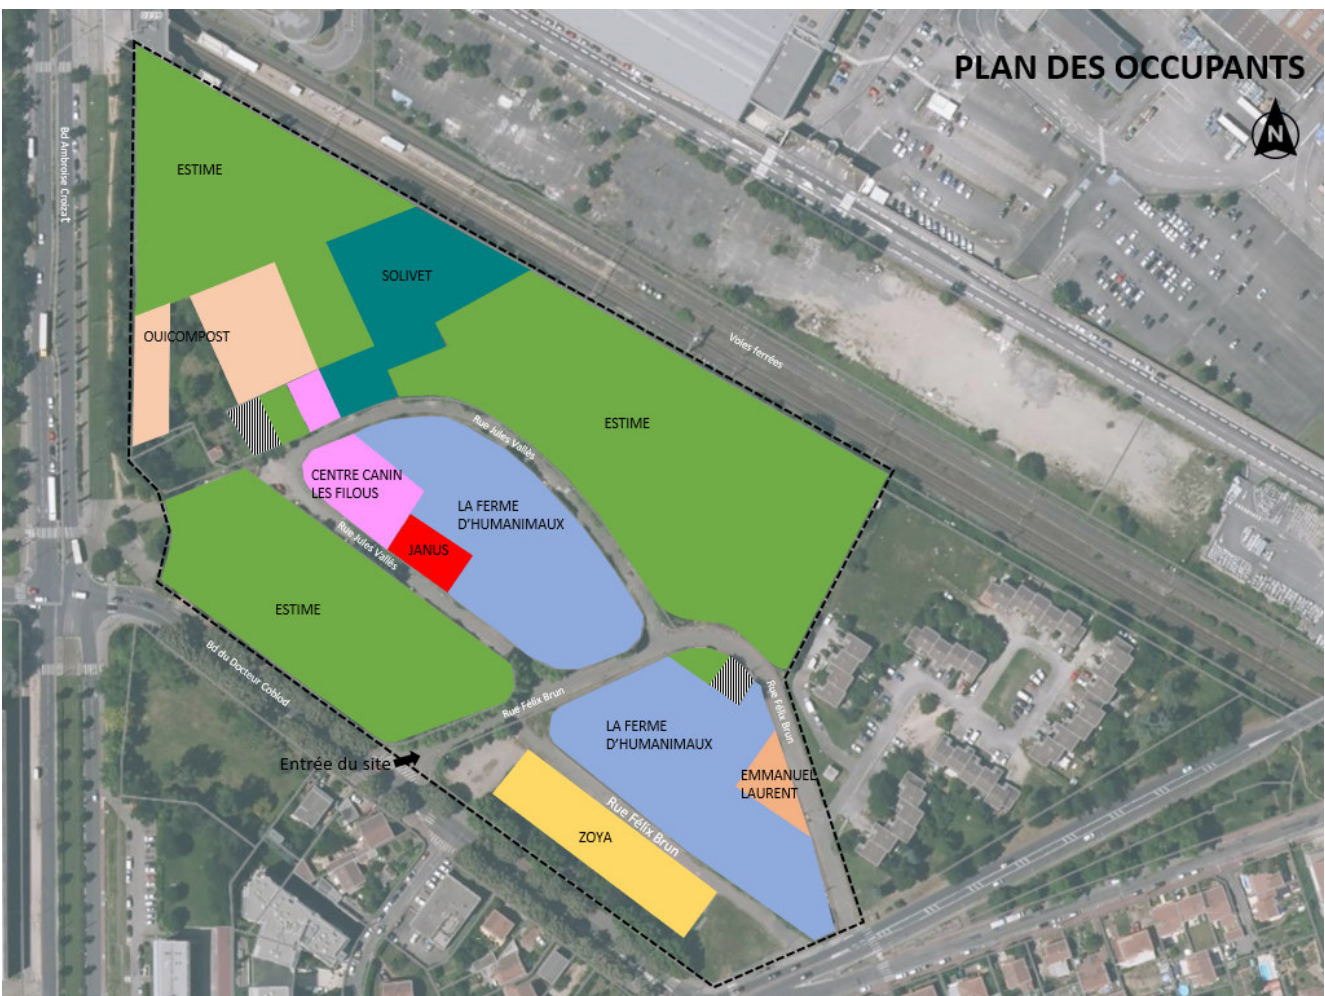 PLAN DES OCCUPANTS
N
Bd Ambroise Croizat
ESTIME
SOLIVET
OUICOMPOST
Voies ferrées
Rue Jules Vallès
ESTIME
CENTRE CANIN
LES FILOUS
LA FERME
D'HUMANIMAUX
Rue Jules Vallès
JANUS
ESTIME
Bd du Docteur Coblod
Rue Félix Brun
Rue Félix Brun
LA FERME
D'HUMANIMAUX
Entrée du site
EMMANUEL
LAURENT
Rue Félix Brun
ZOYA